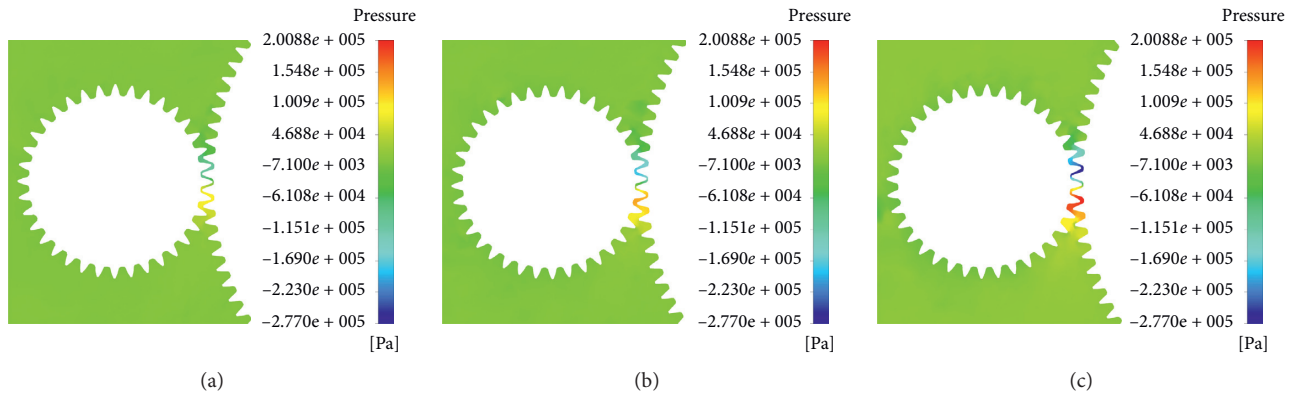 Pressure
2.0088e + 005
1.548e + 005
1.009e + 005
4.688e + 004
–7.100e + 003
–6.108e + 004
–1.151e + 005
–1.690e + 005
–2.230e + 005
–2.770e + 005
[Pa]
(a)
Pressure
2.0088e + 005
1.548e + 005
1.009e + 005
4.688e + 004
–7.100e + 003
–6.108e + 004
–1.151e + 005
–1.690e + 005
–2.230e + 005
–2.770e + 005
[Pa]
(b)
Pressure
2.0088e + 005
1.548e + 005
1.009e + 005
4.688e + 004
–7.100e + 003
–6.108e + 004
–1.151e + 005
–1.690e + 005
–2.230e + 005
–2.770e + 005
[Pa]
(c)